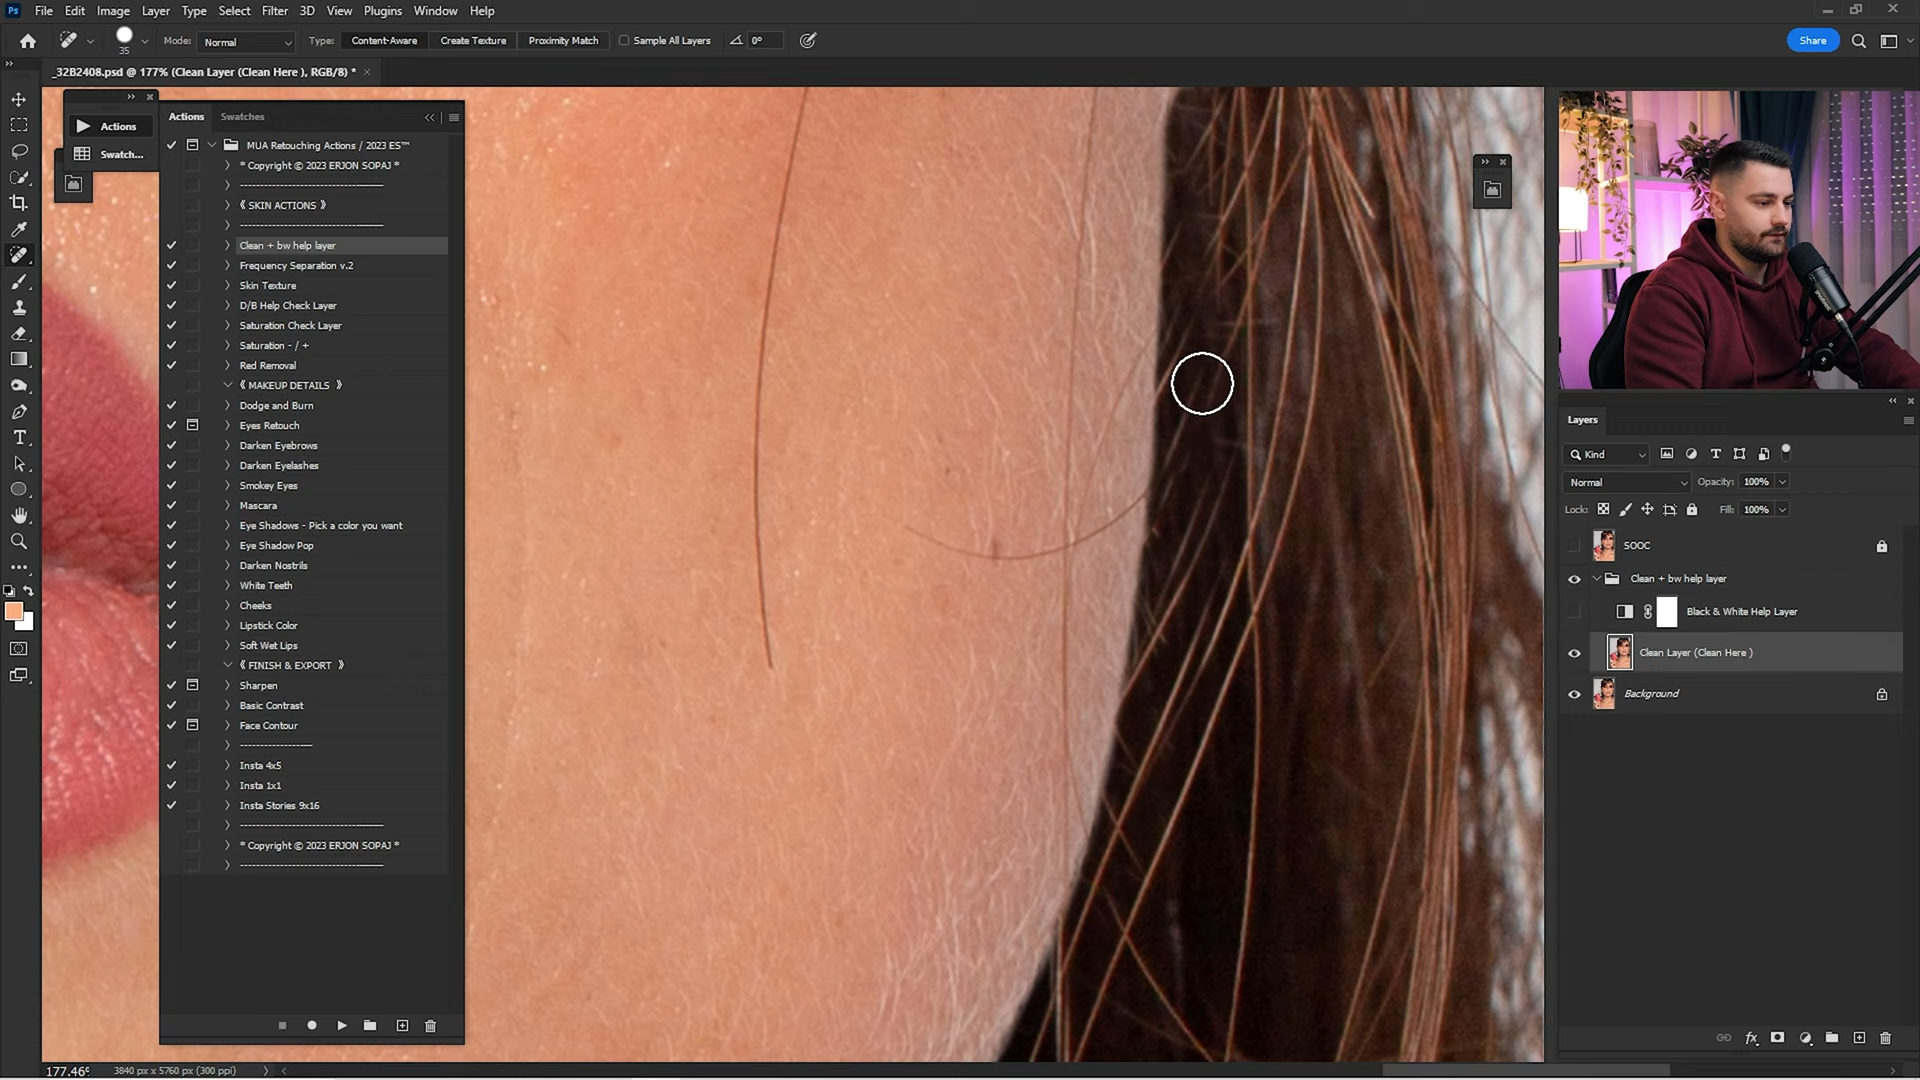 Ps File Edit Image Layer Type Select Filter 3D View Plugins Window Help
35 Mode: Normal Type: Content-Aware Create Texture Proximity Match Sample All Layers 0° Share
_32B2408.psd @ 177% (Clean Layer (Clean Here ), RGB/8) *
Actions
Swatch...
Actions Swatches
MUA Retouching Actions / 2023 ES™
* Copyright © 2023 ERJON SOPAJ *
------------------------------------
《 SKIN ACTIONS 》
------------------------------------
Clean + bw help layer
Frequency Separation v.2
Skin Texture
D/B Help Check Layer
Saturation Check Layer
Saturation - / +
Red Removal
《 MAKEUP DETAILS 》
Dodge and Burn
Eyes Retouch
Darken Eyebrows
Darken Eyelashes
Smokey Eyes
Mascara
Eye Shadows - Pick a color you want
Eye Shadow Pop
Darken Nostrils
White Teeth
Cheeks
Lipstick Color
Soft Wet Lips
《 FINISH & EXPORT 》
Sharpen
Basic Contrast
Face Contour
------------------
Insta 4x5
Insta 1x1
Insta Stories 9x16
------------------------------------
* Copyright © 2023 ERJON SOPAJ *
------------------------------------
Layers
Kind
Normal Opacity: 100%
Lock: Fill: 100%
SOOC
Clean + bw help layer
Black & White Help Layer
Clean Layer (Clean Here )
Background
fx
177.46% 3840 px x 5760 px (300 ppi)